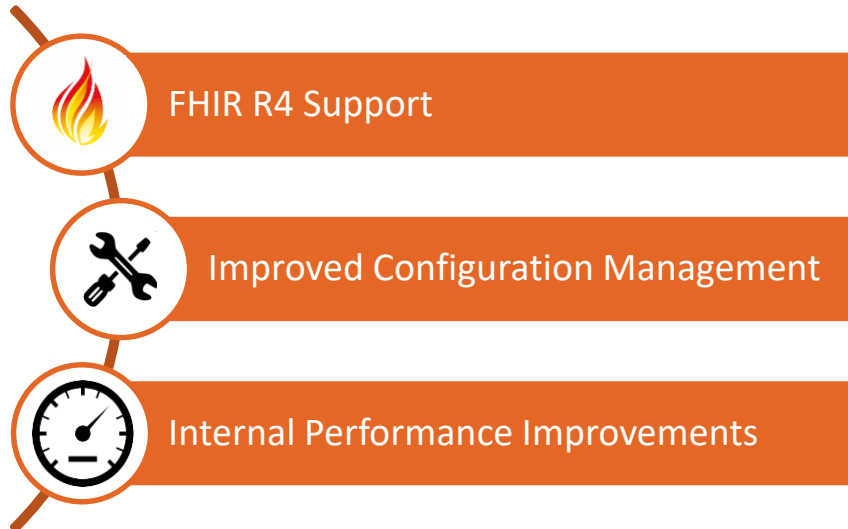 FHIR R4 Support
Improved Configuration Management
Internal Performance Improvements